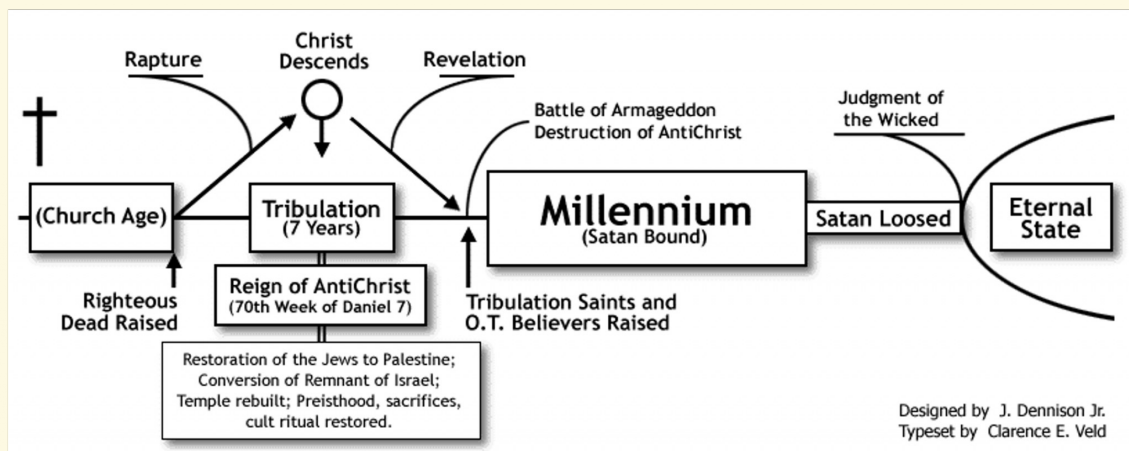 Rapture
Christ
Descends
Revelation
Battle of Armageddon
Destruction of AntiChrist
Judgment of
the Wicked
(Church Age)
Tribulation
(7 Years)
Millennium
(Satan Bound)
Satan Loosed
Eternal
State
Righteous
Dead Raised
Reign of AntiChrist
(70th Week of Daniel 7)
Tribulation Saints and
O.T. Believers Raised
Restoration of the Jews to Palestine;
Conversion of Remnant of Israel;
Temple rebuilt; Preisthood, sacrifices,
cult ritual restored.
Designed by J. Dennison Jr.
Typeset by Clarence E. Veld